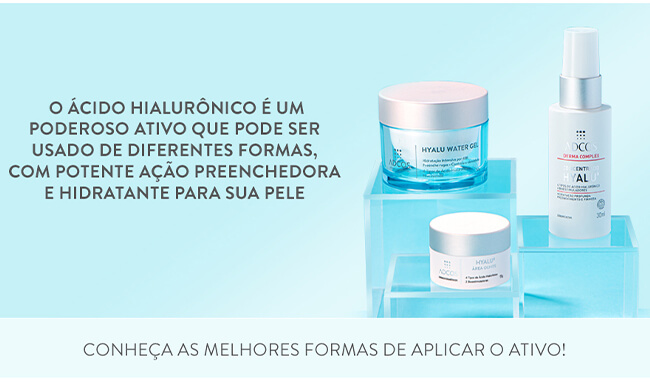 O ÁCIDO HIALURÔNICO É UM
PODEROSO ATIVO QUE PODE SER
USADO DE DIFERENTES FORMAS,
COM POTENTE AÇÃO PREENCHEDORA
E HIDRATANTE PARA SUA PELE
ADCOS
HYALU WATER GEL
ADCOS
DERMA COMPLEX
30ml
ADCOS
CONHEÇA AS MELHORES FORMAS DE APLICAR O ATIVO!